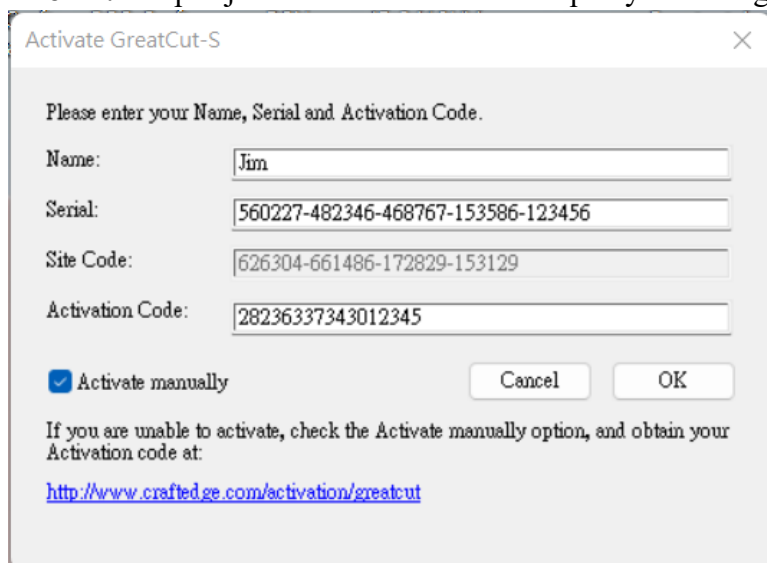 Activate GreatCut-S
Please enter your Name, Serial and Activation Code.
Name: Jim
Serial: 560227-482346-468767-153586-123456
Site Code: 626304-661486-172829-153129
Activation Code: 28236337343012345
Activate manually
Cancel OK
If you are unable to activate, check the Activate manually option, and obtain your
Activation code at:
http://www.craftedge.com/activation/greatcut